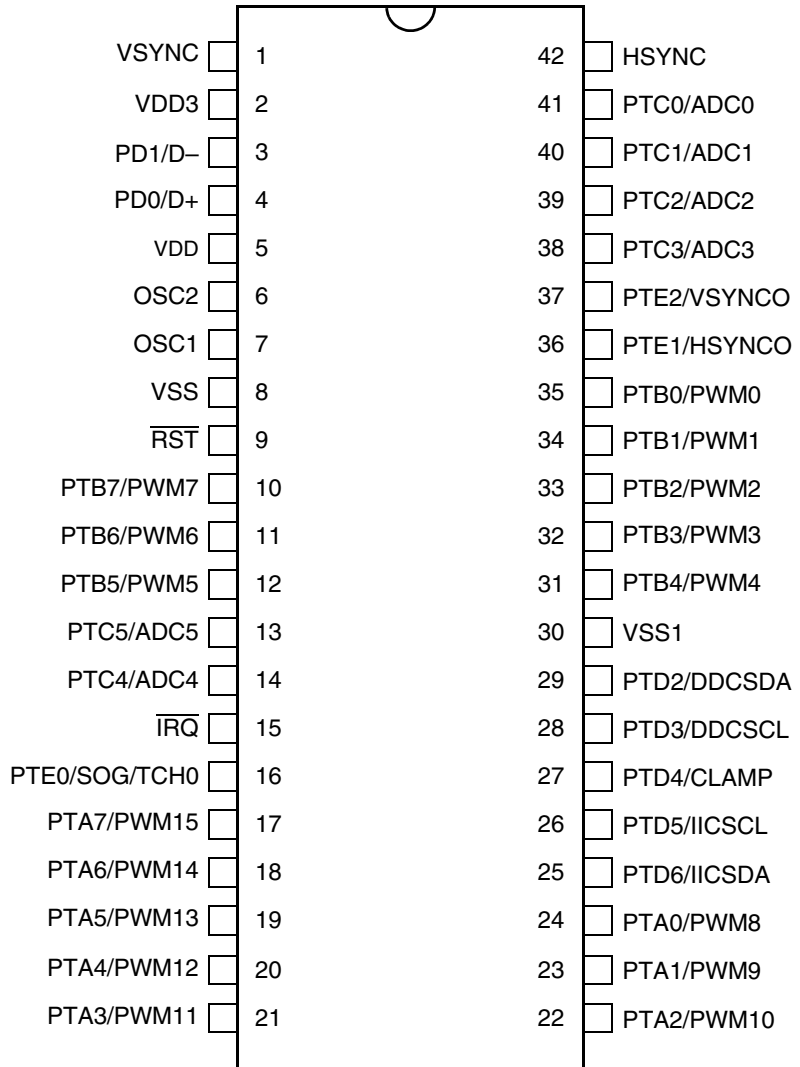 VSYNC 1 42 HSYNC
VDD3 2 41 PTC0/ADC0
PD1/D– 3 40 PTC1/ADC1
PD0/D+ 4 39 PTC2/ADC2
VDD 5 38 PTC3/ADC3
OSC2 6 37 PTE2/VSYNCO
OSC1 7 36 PTE1/HSYNCO
VSS 8 35 PTB0/PWM0
RST 9 34 PTB1/PWM1
PTB7/PWM7 10 33 PTB2/PWM2
PTB6/PWM6 11 32 PTB3/PWM3
PTB5/PWM5 12 31 PTB4/PWM4
PTC5/ADC5 13 30 VSS1
PTC4/ADC4 14 29 PTD2/DDCSDA
IRQ 15 28 PTD3/DDCSCL
PTE0/SOG/TCH0 16 27 PTD4/CLAMP
PTA7/PWM15 17 26 PTD5/IICSCL
PTA6/PWM14 18 25 PTD6/IICSDA
PTA5/PWM13 19 24 PTA0/PWM8
PTA4/PWM12 20 23 PTA1/PWM9
PTA3/PWM11 21 22 PTA2/PWM10